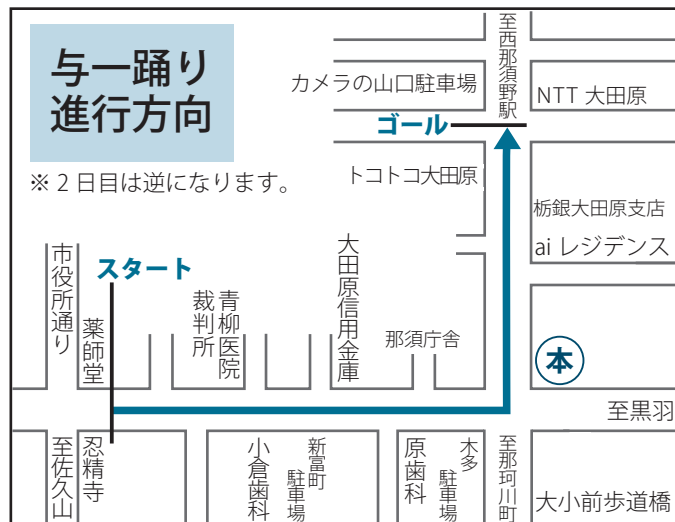 与一踊り
進行方向
※２日目は逆になります。
至西那須野駅
カメラの山口駐車場
NTT 大田原
ゴール
トコトコ大田原
栃銀大田原支店
ai レジデンス
スタート
市役所通り
薬師堂
裁判所
青柳医院
大田原信用金庫
那須庁舎
本
至黒羽
至佐久山
忍精寺
小倉歯科
新富町
駐車場
原歯科
木多
駐車場
至那珂川町
大小前歩道橋